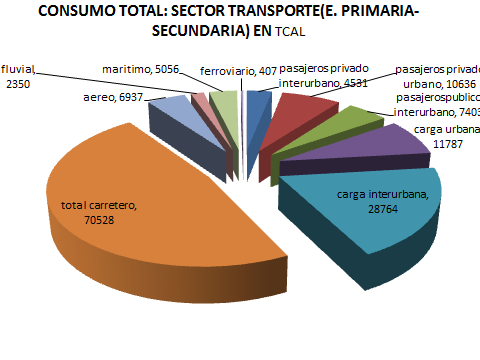 CONSUMO TOTAL: SECTOR TRANSPORTE(E. PRIMARIA-
SECUNDARIA) EN TCAL
fluvial,
2350
maritimo, 5056
aereo, 6937
ferroviario, 407
pasajeros privado
interurbano, 4531
pasajeros privado
urbano, 10636
pasajerospublico
interurbano, 7403
carga urbana
11787
carga interurbana,
28764
total carretero,
70528